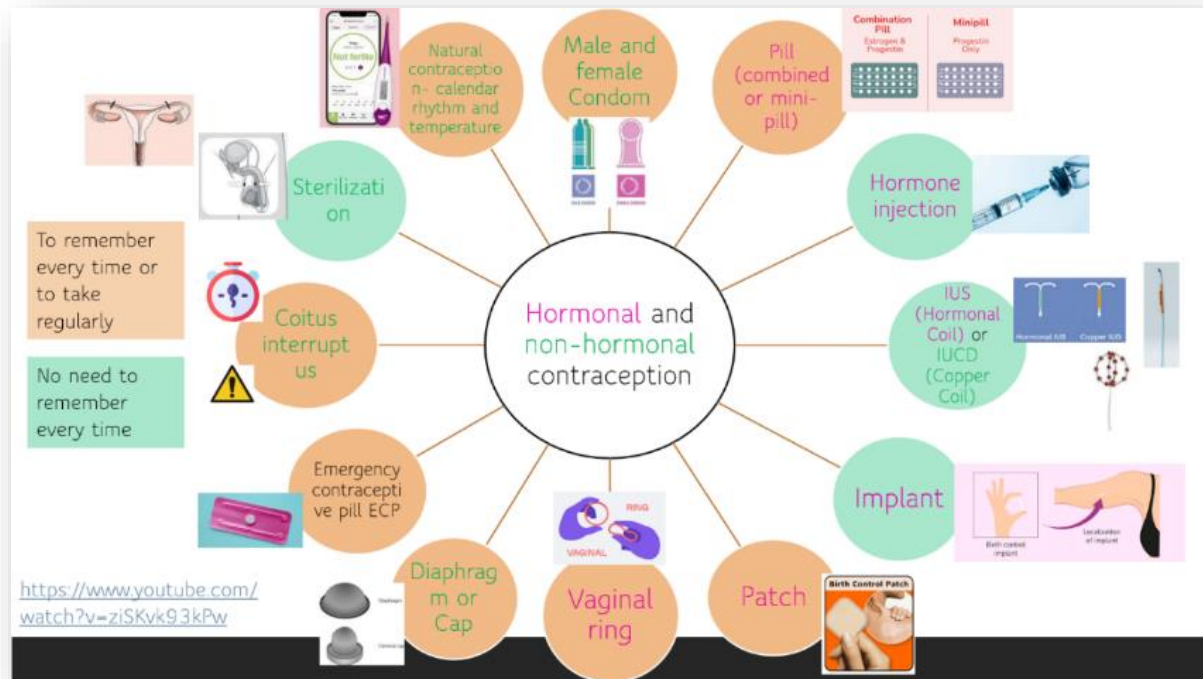 Hormonal and
non-hormonal
contraception
Male and
female
Condom
Pill
(combined
or mini-
pill)
Combination
Pill
Estrogen &
Progestin
Minipill
Progestin
Only
Hormone
injection
IUS
(Hormonal
Coil) or
IUCD
(Copper
Coil)
Hormonal IUD
Copper IUD
Implant
Birth control
implant
Localization
of implant
Patch
Birth Control Patch
Vaginal
ring
RING
VAGINAL
Diaphrag
m or
Cap
Emergency
contracepti
ve pill ECP
Coitus
interrupt
us
Sterilizati
on
Natural
contraceptio
n- calendar
rhythm and
temperature
Not fertile
To remember
every time or
to take
regularly
No need to
remember
every time
https://www.youtube.com/
watch?v=ziSKvk93kPw